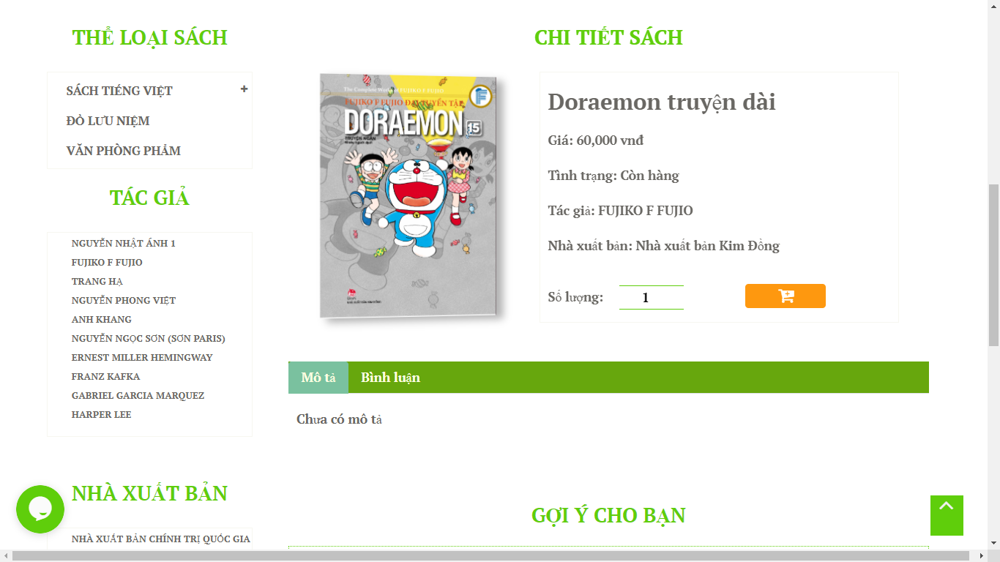 THỂ LOẠI SÁCH
SÁCH TIẾNG VIỆT
ĐỒ LƯU NIỆM
VĂN PHÒNG PHẨM
TÁC GIẢ
NGUYỄN NHẬT ÁNH 1
FUJIKO F FUJIO
TRANG HẠ
NGUYỄN PHONG VIỆT
ANH KHANG
NGUYỄN NGỌC SƠN (SƠN PARIS)
ERNEST MILLER HEMINGWAY
FRANZ KAFKA
GABRIEL GARCIA MARQUEZ
HARPER LEE
NHÀ XUẤT BẢN
NHÀ XUẤT BẢN CHÍNH TRỊ QUỐC GIA
CHI TIẾT SÁCH
The Complete Works of FUJIKO F FUJIO
FUJIKO F FUJIO ĐẠI TUYỂN TẬP
DORAEMON 15
TRUYỆN NGẮN
Doraemon truyện dài
Giá: 60,000 vnđ
Tình trạng: Còn hàng
Tác giả: FUJIKO F FUJIO
Nhà xuất bản: Nhà xuất bản Kim Đồng
Số lượng: 1
Mô tả Bình luận
Chưa có mô tả
GỢI Ý CHO BẠN